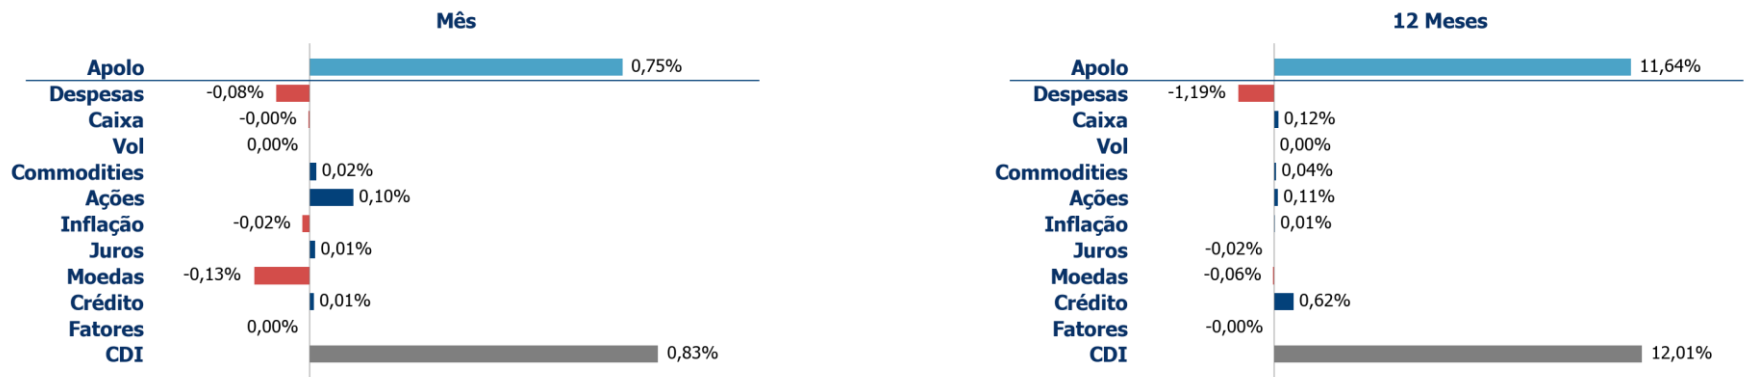 Mês
Apolo 0,75%
Despesas -0,08%
Caixa -0,00%
Vol 0,00%
Commodities 0,02%
Ações 0,10%
Inflação -0,02%
Juros 0,01%
Moedas -0,13%
Crédito 0,01%
Fatores 0,00%
CDI 0,83%
12 Meses
Apolo 11,64%
Despesas -1,19%
Caixa 0,12%
Vol 0,00%
Commodities 0,04%
Ações 0,11%
Inflação 0,01%
Juros -0,02%
Moedas -0,06%
Crédito 0,62%
Fatores -0,00%
CDI 12,01%